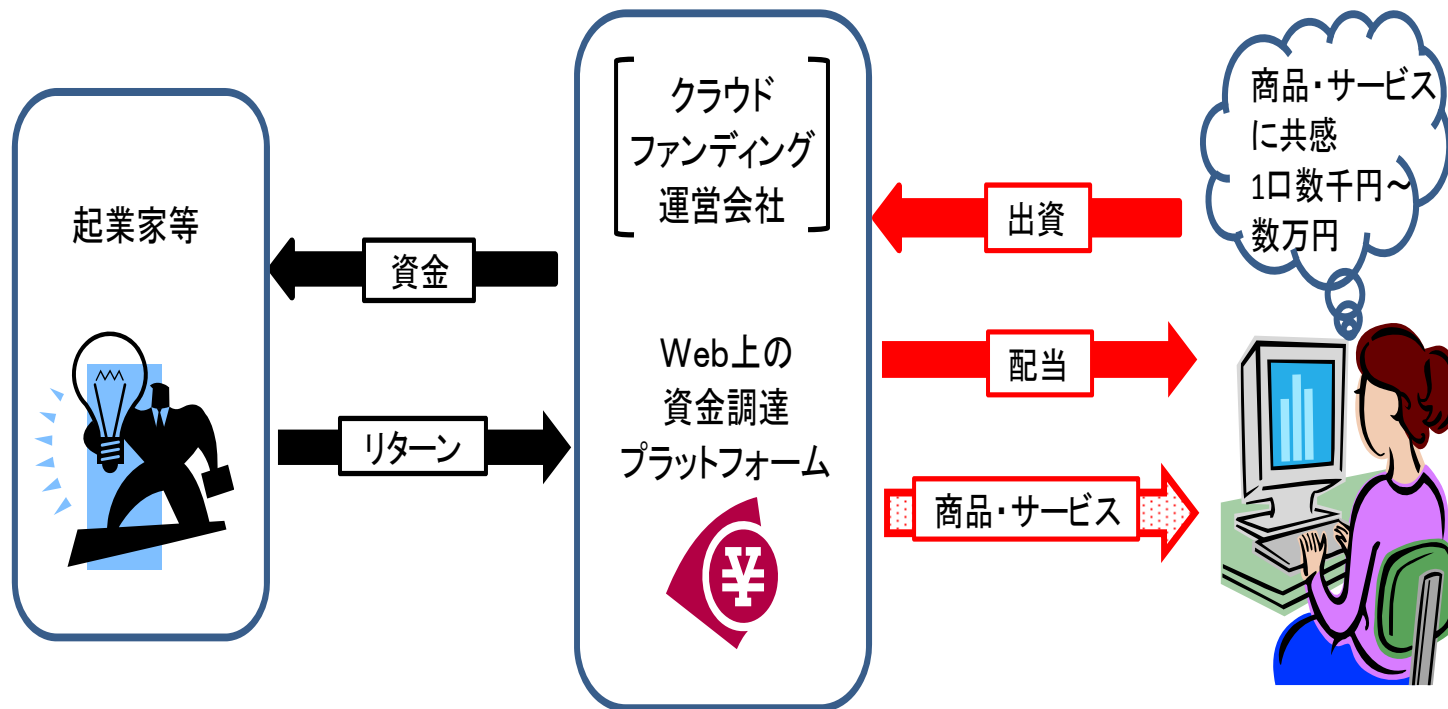 起業家等
資金
リターン
クラウド
ファンディング
運営会社
Web上の
資金調達
プラットフォーム
¥
出資
配当
商品・サービス
商品・サービス
に共感
1口数千円～
数万円